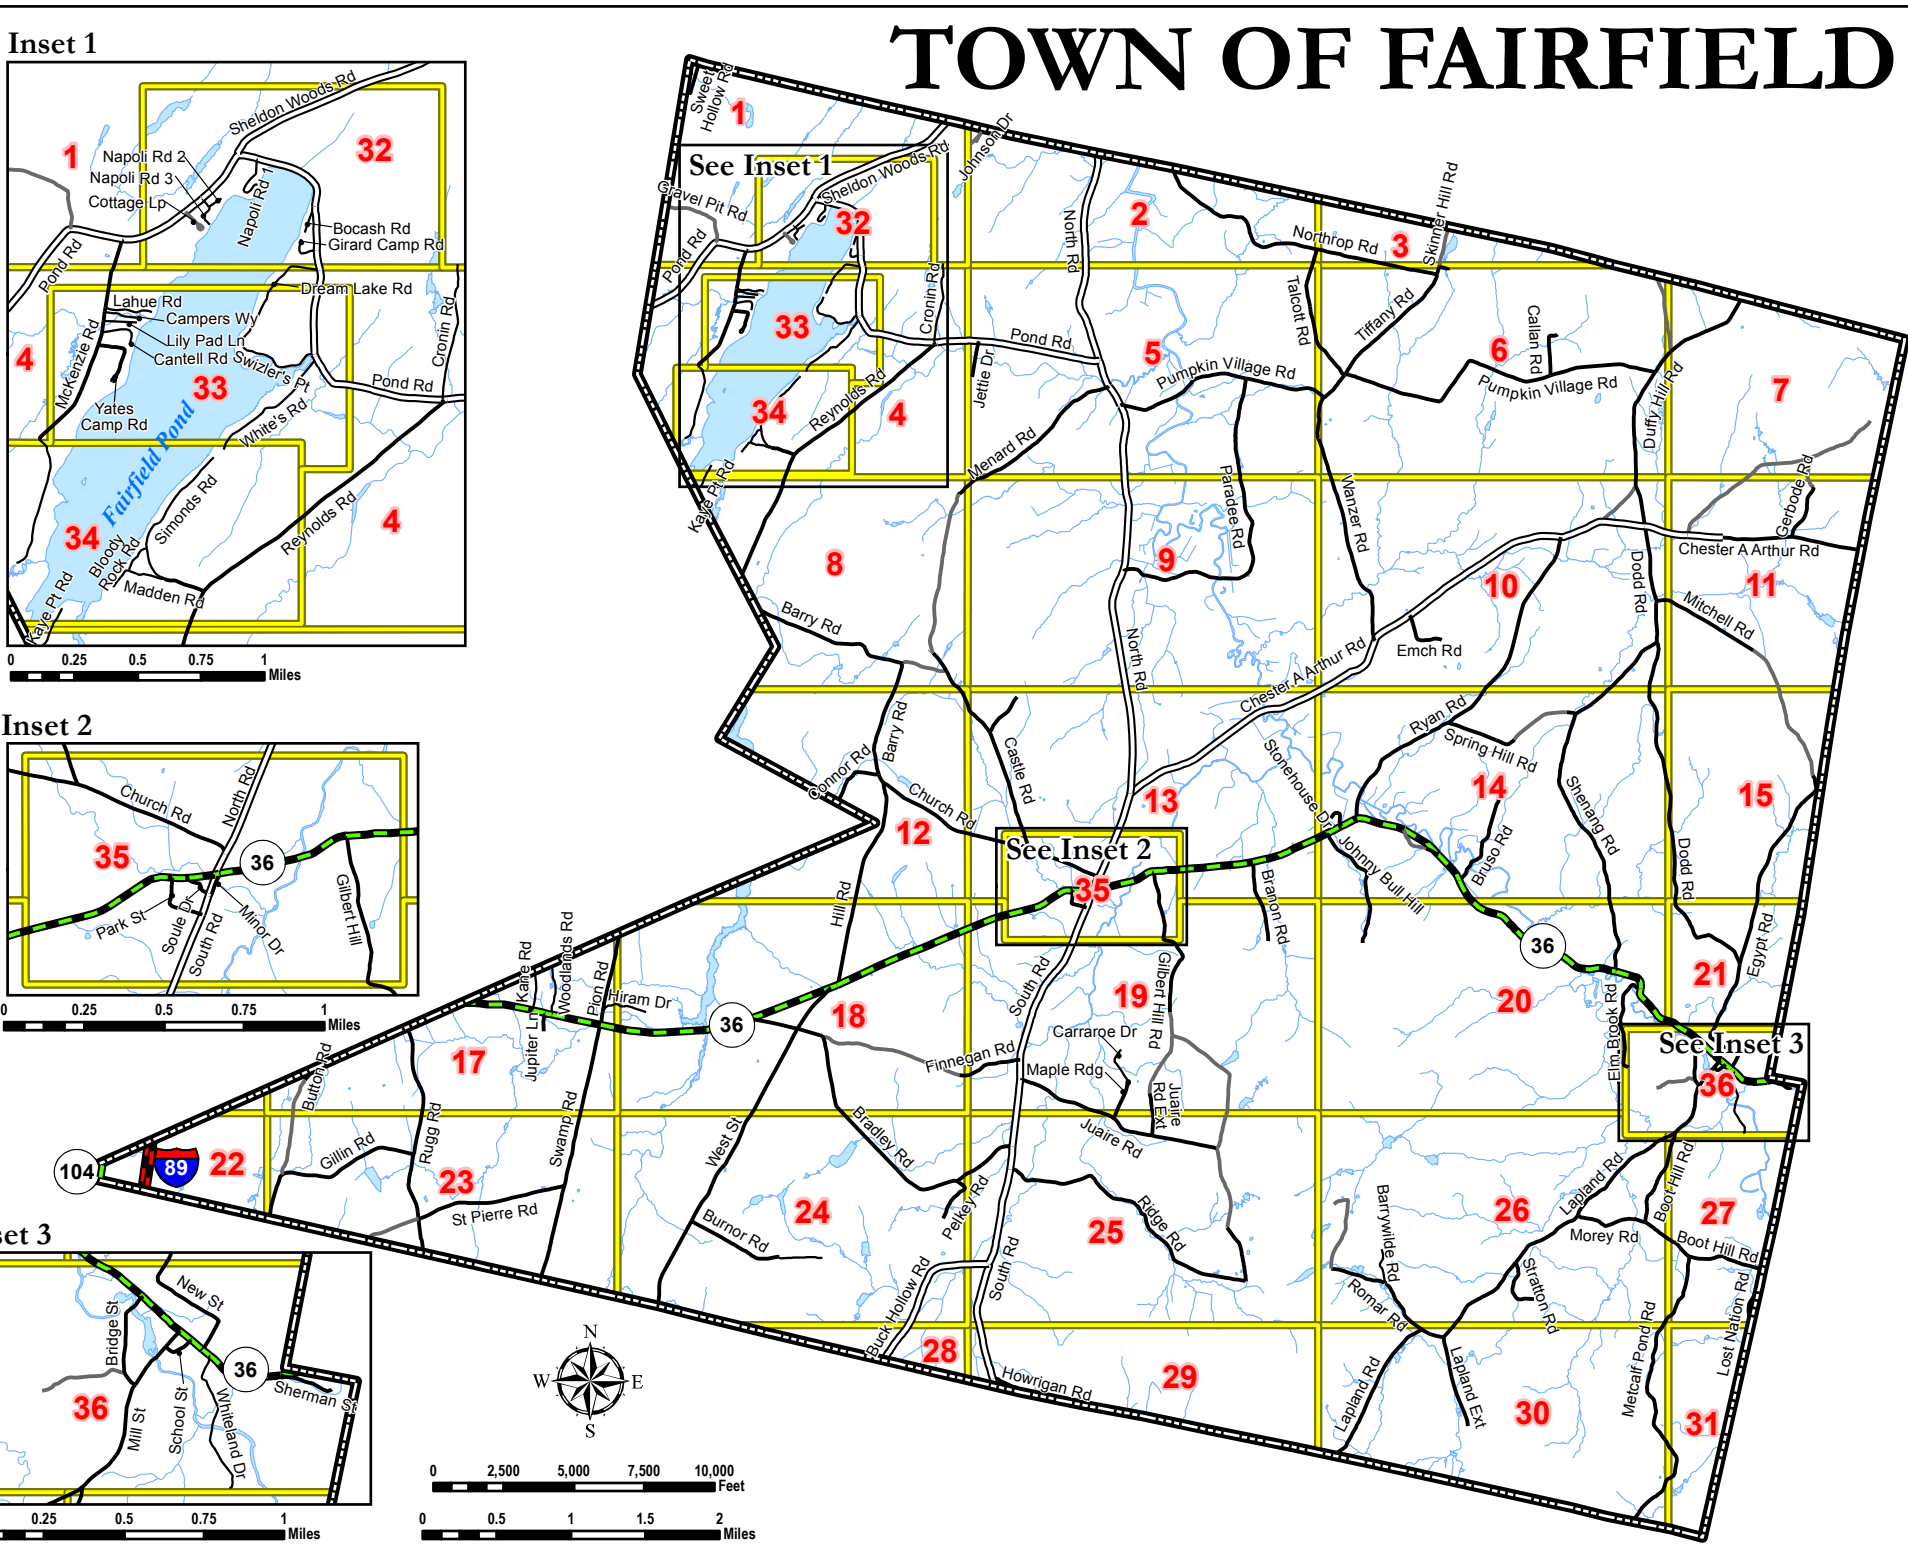 TOWN OF FAIRFIELD
Inset 1
1
32
Sheldon Woods Rd
Napoli Rd 2
Napoli Rd 3
Cottage Lp
Napoli Rd 1
Bocash Rd
Girard Camp Rd
Pond Rd
Dream Lake Rd
Lahue Rd
Campers Wy
Lily Pad Ln
Cantell Rd
Swizler's Pt
McKenzie Rd
Cronin Rd
4
33
Pond Rd
Yates
Camp Rd
White's Rd
Fairfield Pond
Simonds Rd
Reynolds Rd
4
34
Bloody
Rock Rd
Madden Rd
Kaye Pt Rd
0 0.25 0.5 0.75 1
Miles
Inset 2
Church Rd
North Rd
35
36
Park St
Soule Dr
South Rd
Minor Dr
Gilbert Hill
0 0.25 0.5 0.75 1
Miles
set 3
New St
Bridge St
36
Sherman St
36
Mill St
School St
Whiteland Dr
0.25 0.5 0.75 1
Miles
Sweet
Hollow Rd
1
See Inset 1
Sheldon Woods Rd
Johnson Dr
Gravel Pit Rd
32
Pond Rd
North Rd
2
Northrop Rd
3
Skinner Hill Rd
33
Cronin Rd
Pond Rd
Jettie Dr
5
Pumpkin Village Rd
Talcott Rd
Tiffany Rd
6
Callan Rd
Pumpkin Village Rd
Duffy Hill Rd
7
34
Reynolds Rd
4
Menard Rd
Kaye Pt Rd
Paradee Rd
Wanzer Rd
Gerbode Rd
Chester A Arthur Rd
8
9
10
11
Dodd Rd
Mitchell Rd
Barry Rd
North Rd
Emch Rd
Chester A Arthur Rd
Barry Rd
Connor Rd
Castle Rd
Church Rd
Stonehouse Dr
Ryan Rd
Spring Hill Rd
Shenang Rd
12
13
14
15
See Inset 2
35
Johnny Bull Hill
Bruso Rd
Dodd Rd
Branon Rd
Hill Rd
36
Egypt Rd
Kane Rd
Woodlands Rd
Pion Rd
Hiram Dr
Jupiter Ln
36
18
South Rd
19
Gilbert Hill Rd
20
21
Elm Brook Rd
See Inset 3
36
Button Rd
17
Finnegan Rd
Carraroe Dr
Maple Rdg
Juaire
Rd Ext
Juaire Rd
104
89
22
Gillin Rd
Rugg Rd
23
Swamp Rd
St Pierre Rd
West St
Bradley Rd
24
Burnor Rd
Pelkey Rd
25
Ridge Rd
Buck Hollow Rd
South Rd
Barrywilde Rd
Romar Rd
26
Lapland Rd
Boot Hill Rd
Morey Rd
27
Boot Hill Rd
Stratton Rd
Lost Nation Rd
Metcalf Pond Rd
28
Howrigan Rd
29
Lapland Rd
Lapland Ext
30
31
N
W E
S
0 2,500 5,000 7,500 10,000
Feet
0 0.5 1 1.5 2
Miles